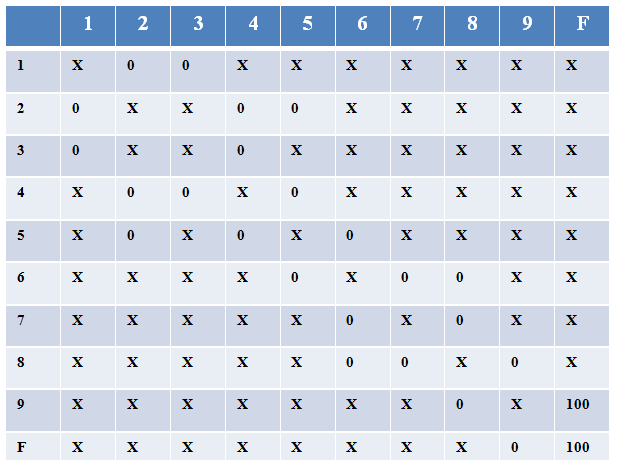 1 2 3 4 5 6 7 8 9 F
1 X 0 0 X X X X X X X
2 0 X X 0 0 X X X X X
3 0 X X 0 X X X X X X
4 X 0 0 X 0 X X X X X
5 X 0 X 0 X 0 X X X X
6 X X X X 0 X 0 0 X X
7 X X X X X 0 X 0 X X
8 X X X X X 0 0 X 0 X
9 X X X X X X X 0 X 100
F X X X X X X X X 0 100